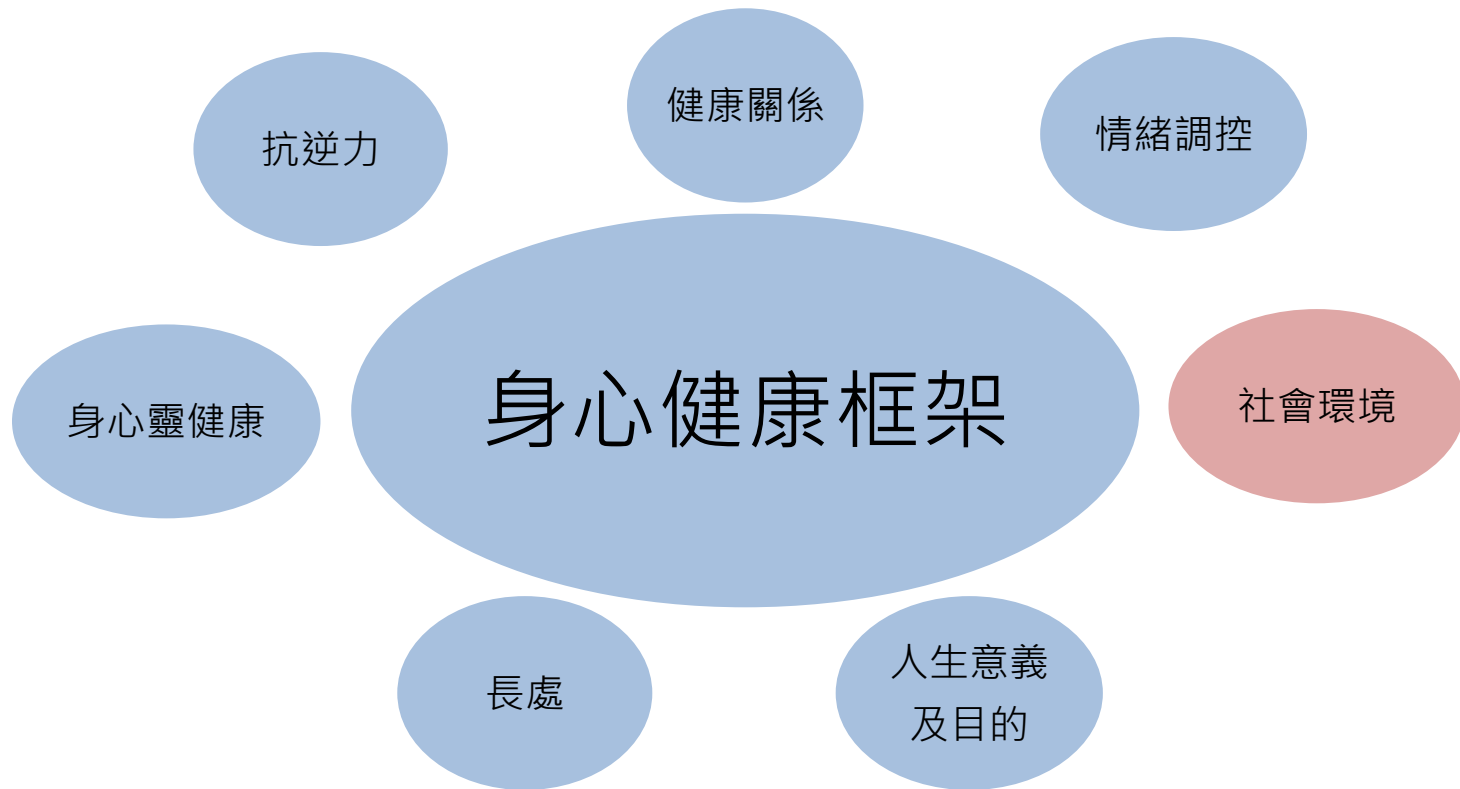 健康關係
情緒調控
抗逆力
身心健康框架
社會環境
身心靈健康
人生意義
及目的
長處